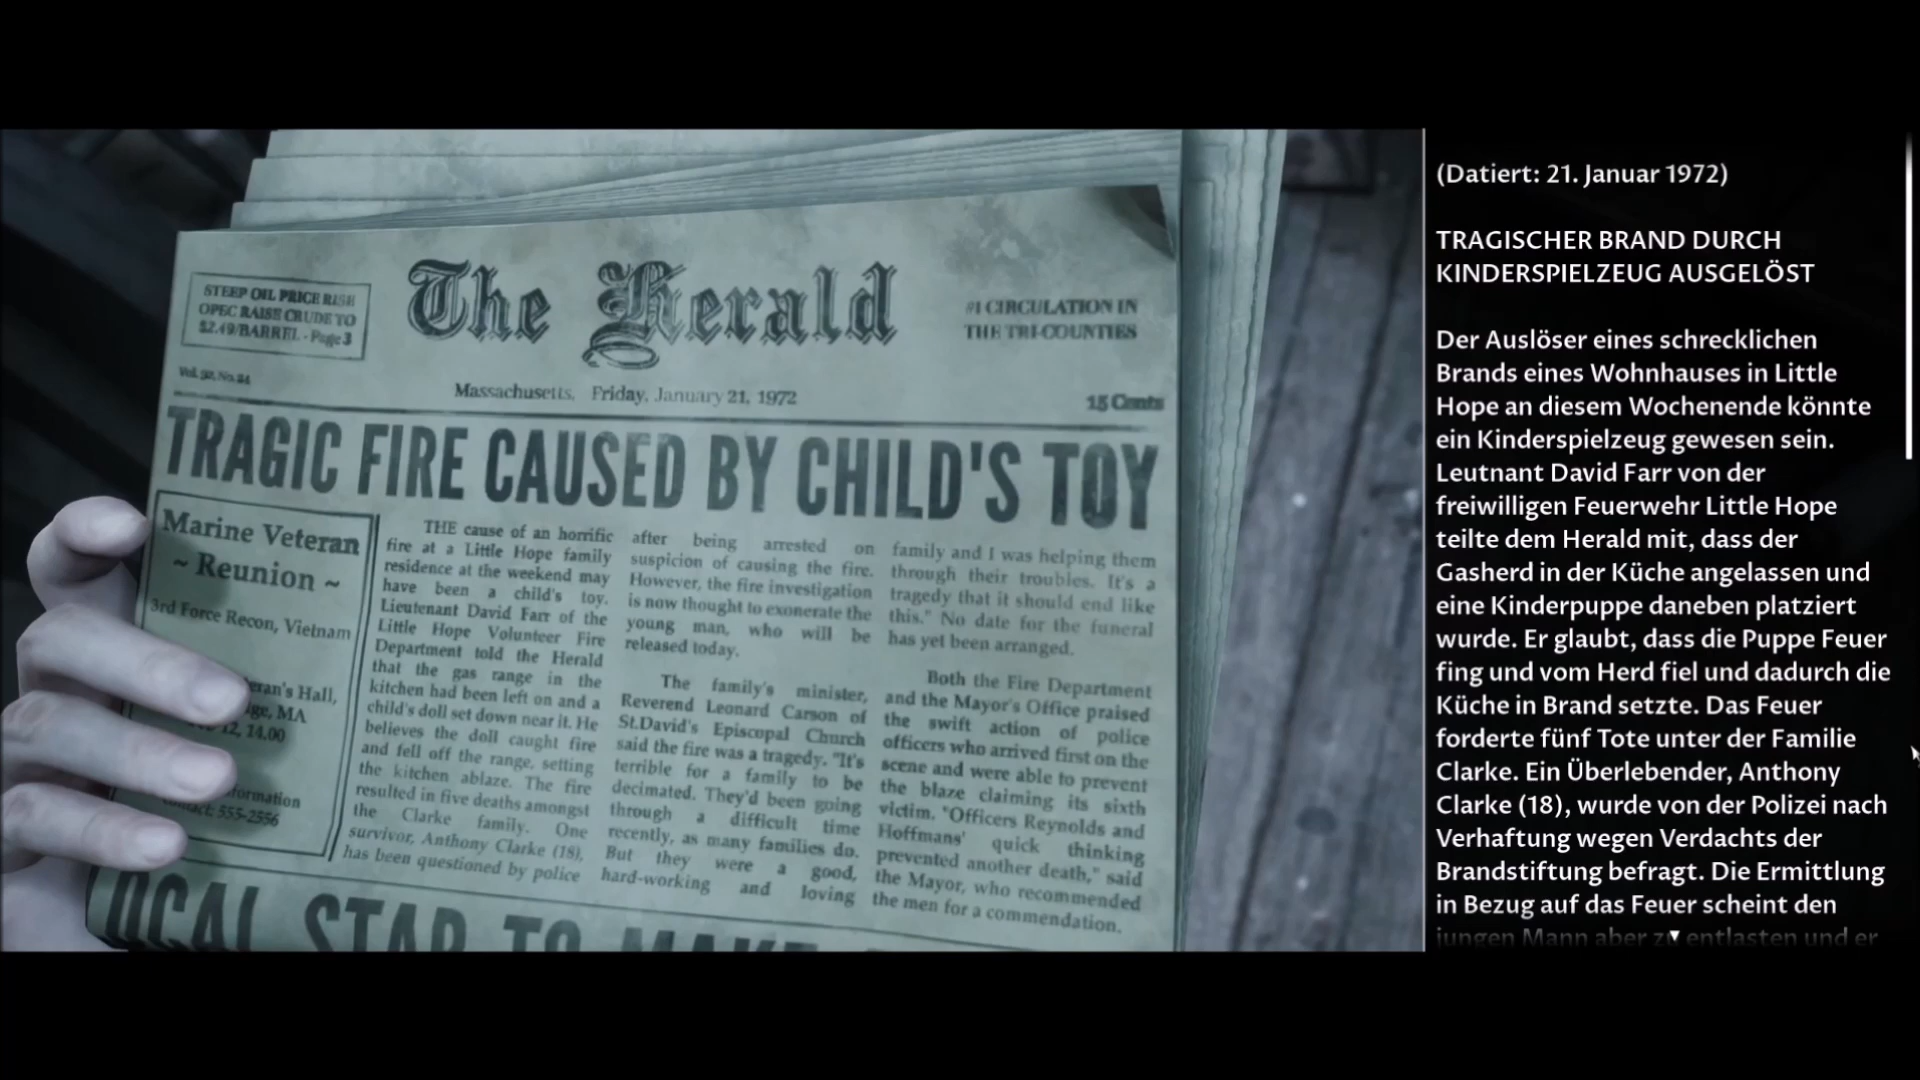 STEEP OIL PRICE RISE
OPEC RAISE CRUDE TO
$2.49/BARREL - Page 3
The Herald
#1 CIRCULATION IN
THE TRI-COUNTIES
Massachusetts, Friday, January 21, 1972
15 Cents
TRAGIC FIRE CAUSED BY CHILD'S TOY
Marine Veteran
~ Reunion ~
3rd Force Recon, Vietnam
Hall,
MA
12, 14.00
contact: 555-2556
THE cause of an horrific
fire at a Little Hope family
residence at the weekend may
have been a child's toy.
Lieutenant David Farr of the
Little Hope Volunteer Fire
Department told the Herald
that the gas range in the
kitchen had been left on and a
child's doll set down near it. He
believes the doll caught fire
and fell off the range, setting
the kitchen ablaze. The fire
resulted in five deaths amongst
the Clarke family. One
survivor, Anthony Clarke (18),
has been questioned by police
after being arrested on
suspicion of causing the fire.
However, the fire investigation
is now thought to exonerate the
young man, who will be
released today.
The family's minister,
Reverend Leonard Carson of
St.David's Episcopal Church
said the fire was a tragedy. "It's
terrible for a family to be
decimated. They'd been going
through a difficult time
recently, as many families do.
But they were a good,
hard-working and loving
family and I was helping them
through their troubles. It's a
tragedy that it should end like
this." No date for the funeral
has yet been arranged.
Both the Fire Department
and the Mayor's Office praised
the swift action of police
officers who arrived first on the
scene and were able to prevent
the blaze claiming its sixth
victim. "Officers Reynolds and
Hoffmans' quick thinking
prevented another death," said
the Mayor, who recommended
the men for a commendation.
STAR TO MAKE
(Datiert: 21. Januar 1972)
TRAGISCHER BRAND DURCH
KINDERSPIELZEUG AUSGELÖST
Der Auslöser eines schrecklichen
Brands eines Wohnhauses in Little
Hope an diesem Wochenende könnte
ein Kinderspielzeug gewesen sein.
Leutnant David Farr von der
freiwilligen Feuerwehr Little Hope
teilte dem Herald mit, dass der
Gasherd in der Küche angelassen und
eine Kinderpuppe daneben platziert
wurde. Er glaubt, dass die Puppe Feuer
fing und vom Herd fiel und dadurch die
Küche in Brand setzte. Das Feuer
forderte fünf Tote unter der Familie
Clarke. Ein Überlebender, Anthony
Clarke (18), wurde von der Polizei nach
Verhaftung wegen Verdachts der
Brandstiftung befragt. Die Ermittlung
in Bezug auf das Feuer scheint den
jungen Mann aber zu entlasten und er